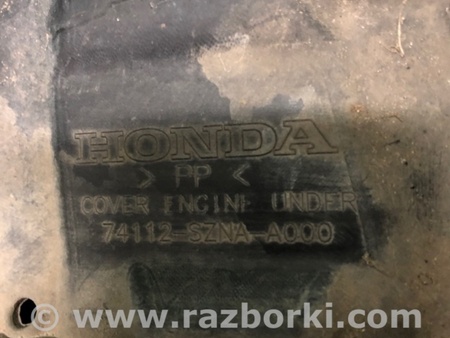 HONDA
> PP <
COVER ENGINE UNDER
74112-SZNA-A000
© www.razborki.com